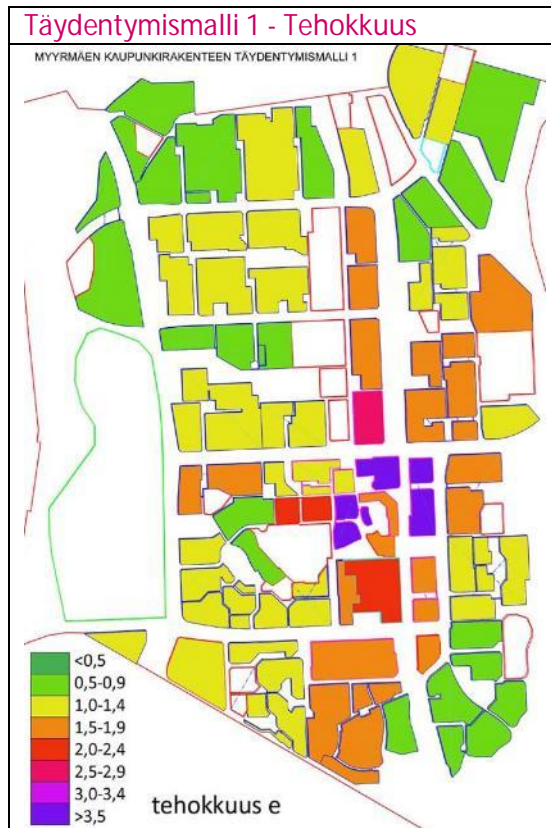 Täydentymismalli 1 - Tehokkuus
MYYRMÄEN KAUPUNKIRAKENTEEN TÄYDENTYMISMALLI 1
<0,5
0,5-0,9
1,0-1,4
1,5-1,9
2,0-2,4
2,5-2,9
3,0-3,4
>3,5
tehokkuus e